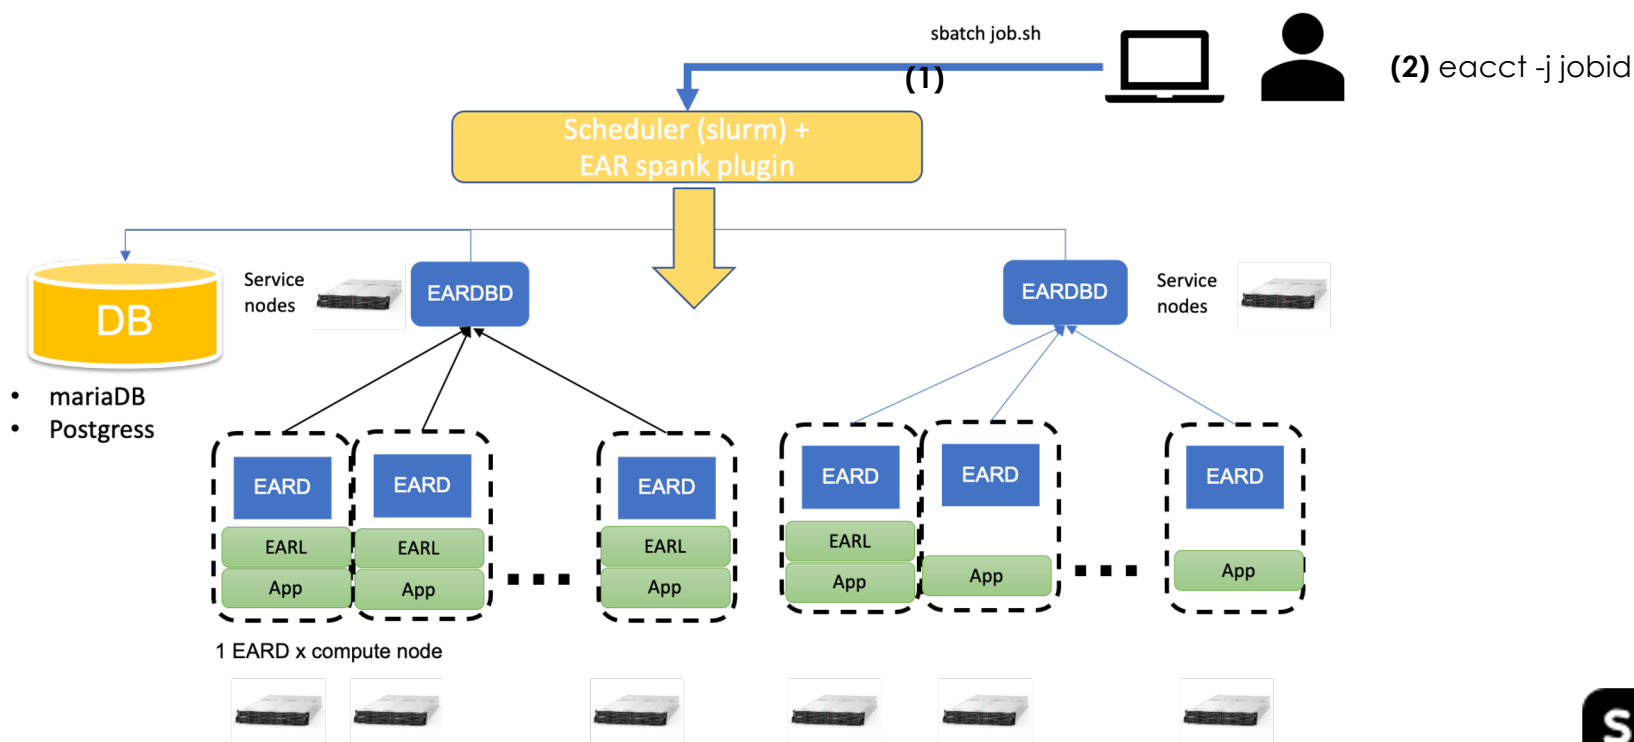 sbatch job.sh
(1)
(2) eacct -j jobid
Scheduler (slurm) +
EAR spank plugin
DB
Service
nodes
EARDBD
EARDBD
Service
nodes
• mariaDB
• Postgress
EARD
EARD
EARD
EARD
EARD
EARD
EARL
EARL
EARL
EARL
App
App
App
App
App
App
1 EARD x compute node
S